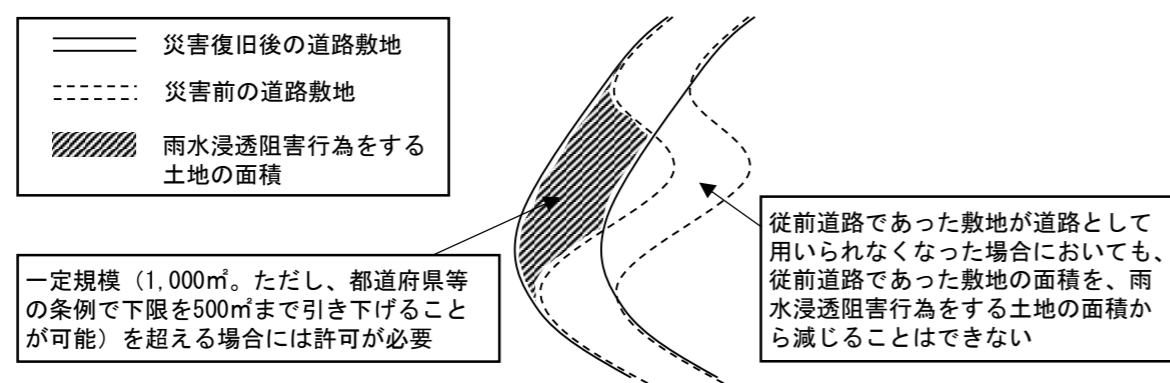 災害復旧後の道路敷地
災害前の道路敷地
雨水浸透阻害行為をする
土地の面積
一定規模（1,000㎡。ただし、都道府県等
の条例で下限を500㎡まで引き下げること
が可能）を超える場合には許可が必要
従前道路であった敷地が道路として
用いられなくなった場合においても、
従前道路であった敷地の面積を、雨
水浸透阻害行為をする土地の面積か
ら減じることはできない